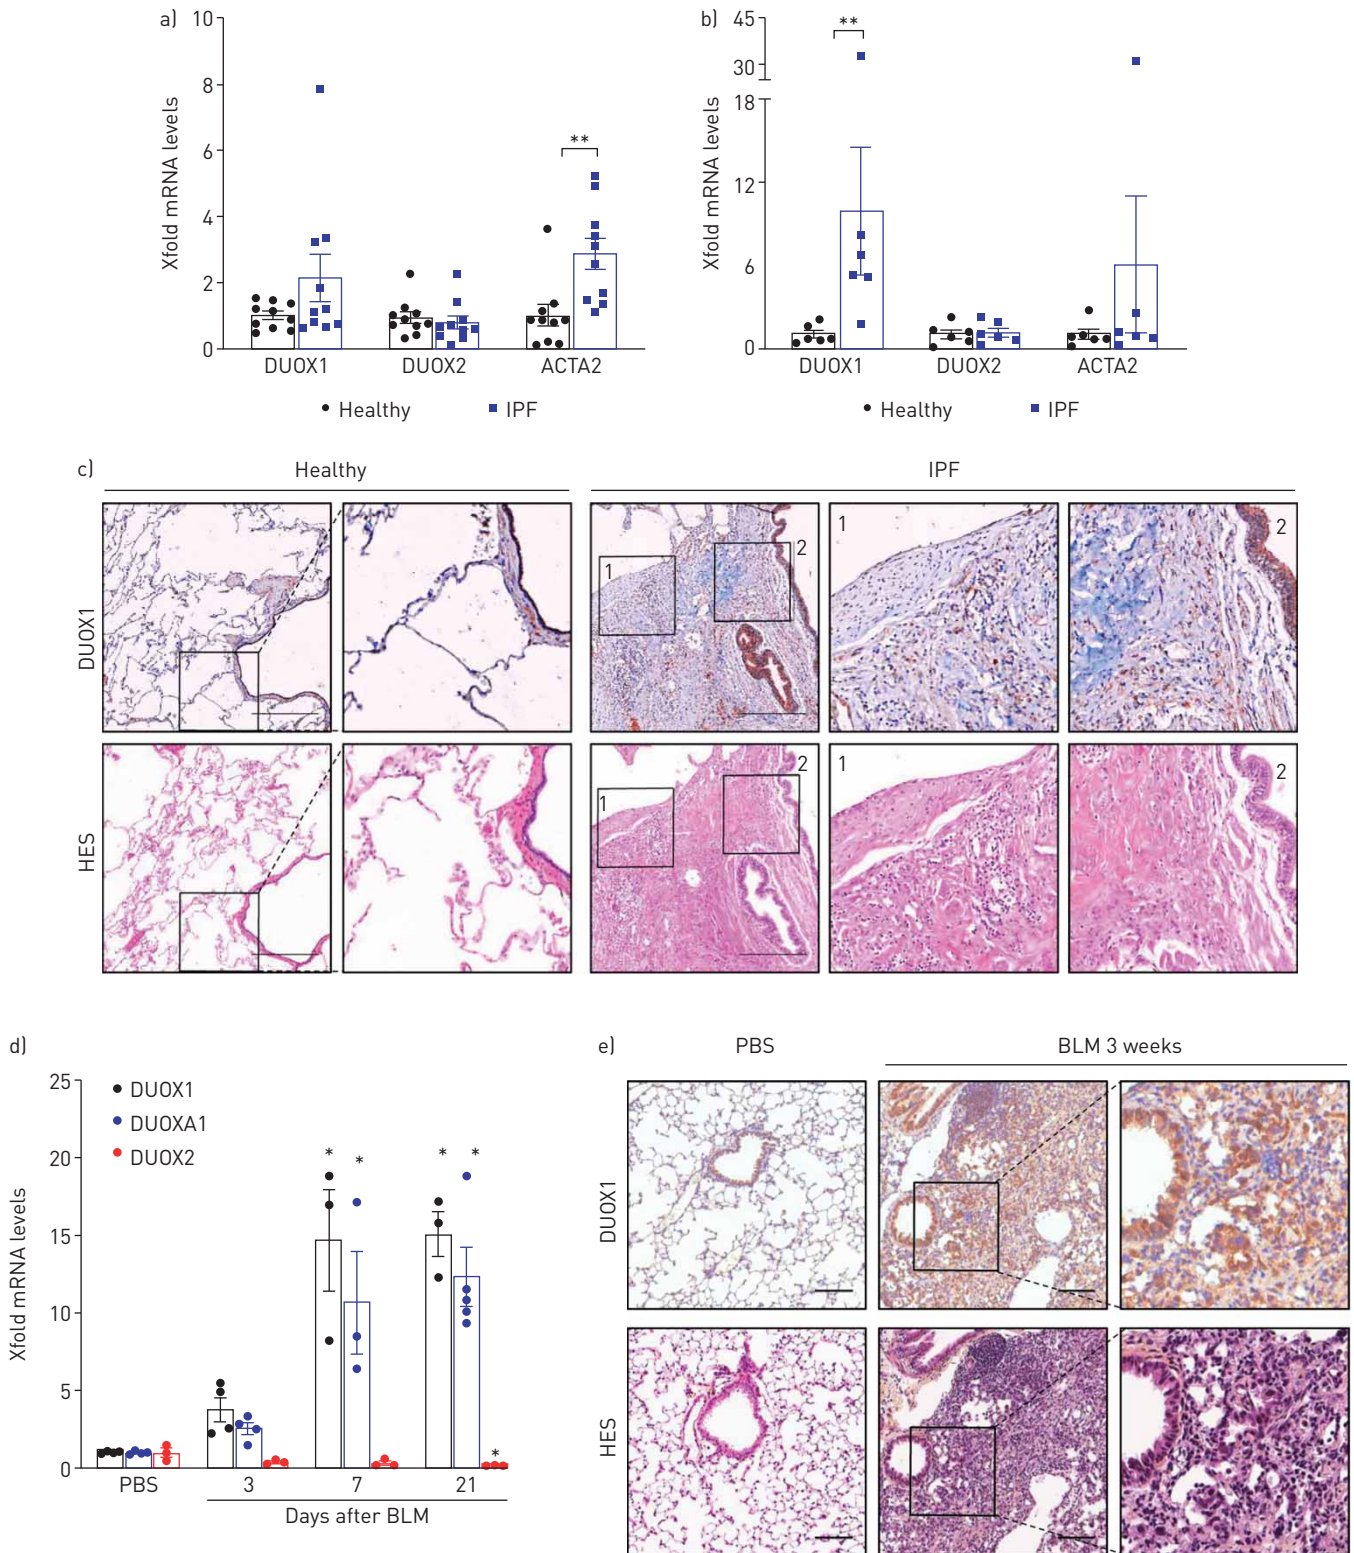 a)
10
8
6
4
2
0
Xfold mRNA levels
**
DUOX1 DUOX2 ACTA2
Healthy IPF
b)
45
30
18
12
6
0
Xfold mRNA levels
**
DUOX1 DUOX2 ACTA2
Healthy IPF
c)
Healthy IPF
DUOX1
1 2 1 2
HES
1 2 1 2
d)
25
20
15
10
5
0
Xfold mRNA levels
DUOX1
DUOXA1
DUOX2
* * * *
*
PBS 3 7 21
Days after BLM
e)
PBS BLM 3 weeks
DUOX1
HES